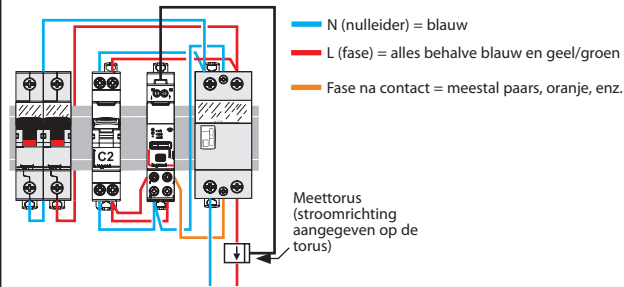 N (nulleider) = blauw
L (fase) = alles behalve blauw en geel/groen
Fase na contact = meestal paars, oranje, enz.
C2
Meettorus
(stroomrichting
aangegeven op de
torus)